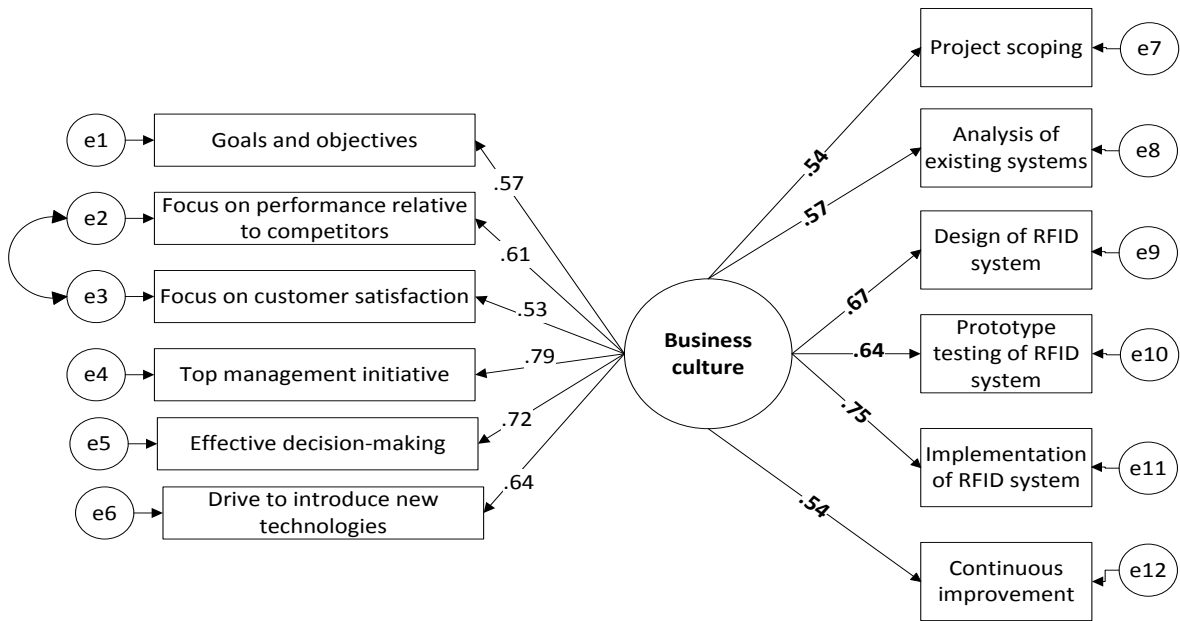 e1
Goals and objectives
.57
e2
Focus on performance relative
to competitors
.61
e3
Focus on customer satisfaction
.53
e4
Top management initiative
.79
e5
Effective decision-making
.72
e6
Drive to introduce new
technologies
.64
Business
culture
.54
Project scoping
e7
.57
Analysis of
existing systems
e8
.67
Design of RFID
system
e9
.64
Prototype
testing of RFID
system
e10
.75
Implementation
of RFID system
e11
.54
Continuous
improvement
e12